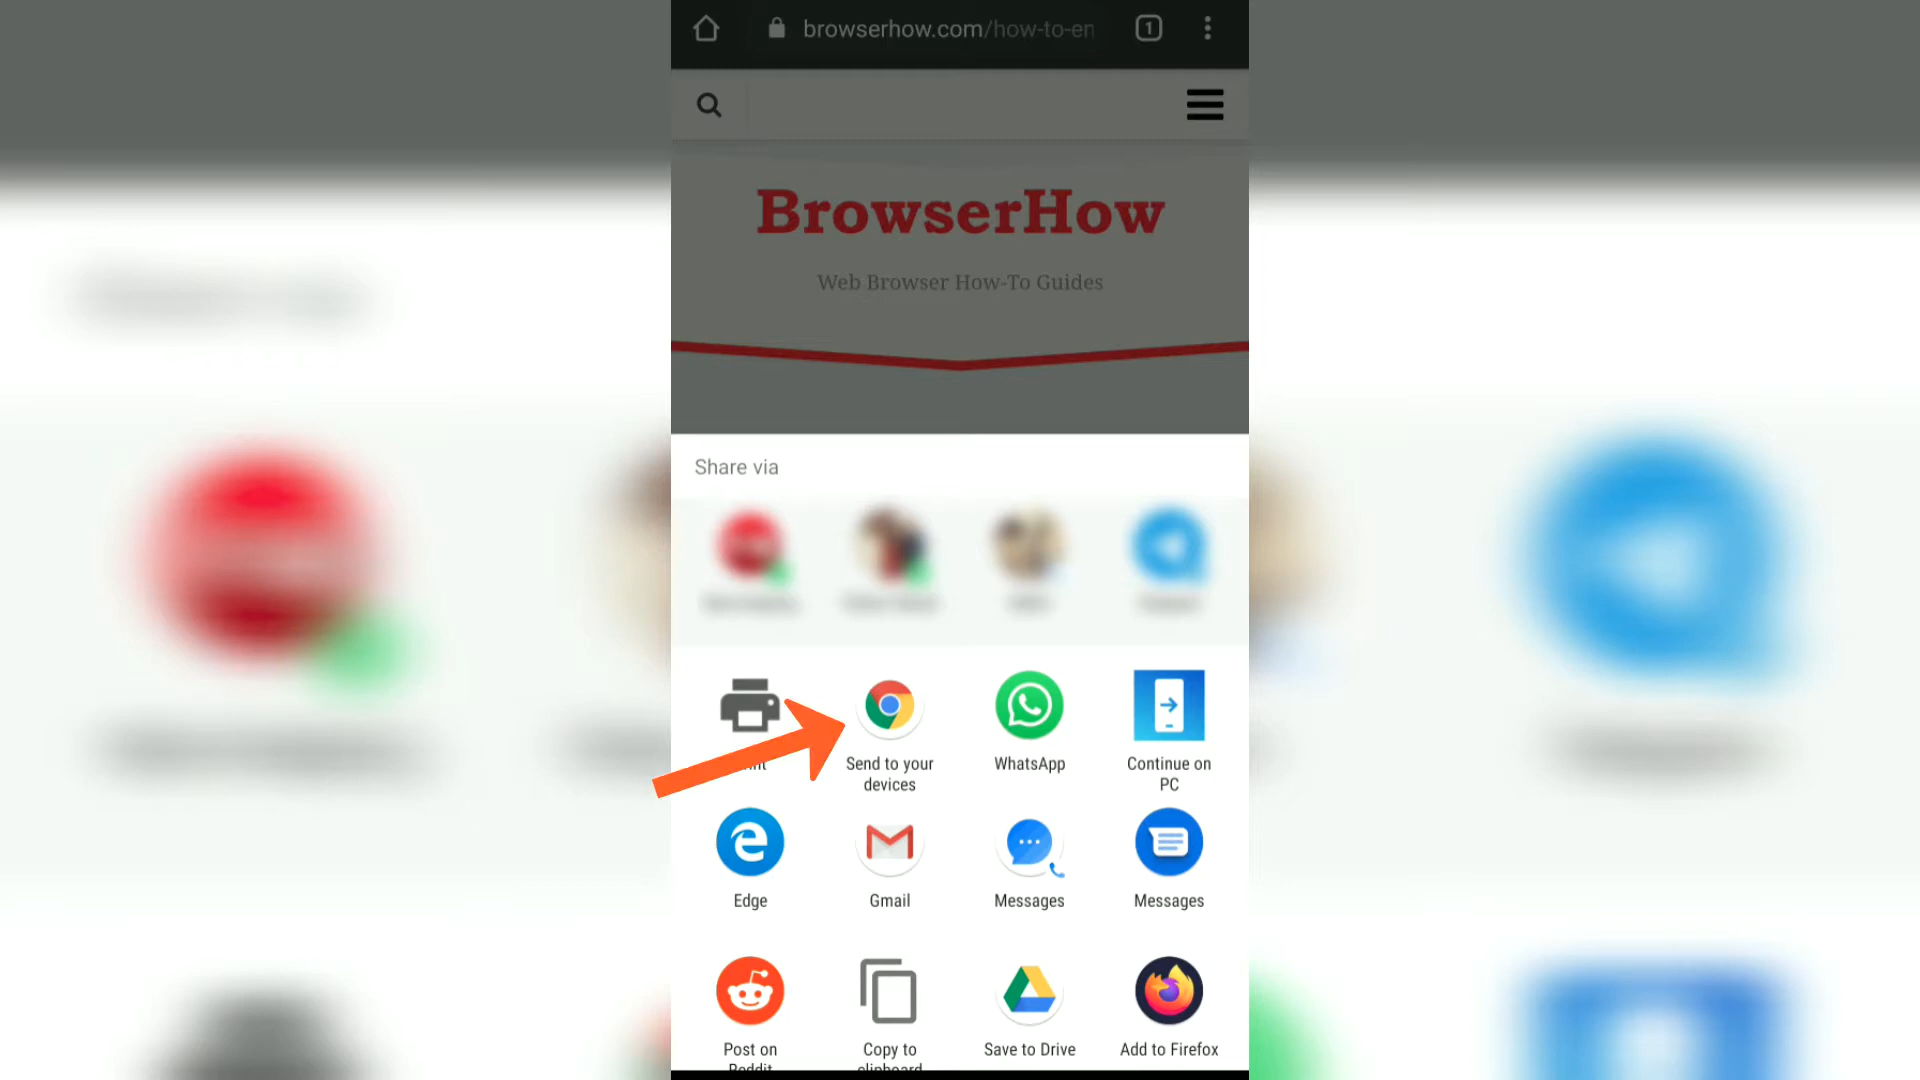 browserhow.com/how-to-en
1
BrowserHow
Web Browser How-To Guides
Share via
Send to your
devices
WhatsApp
Continue on
PC
Edge
Gmail
Messages
Messages
Post on
Reddit
Copy to
clipboard
Save to Drive
Add to Firefox